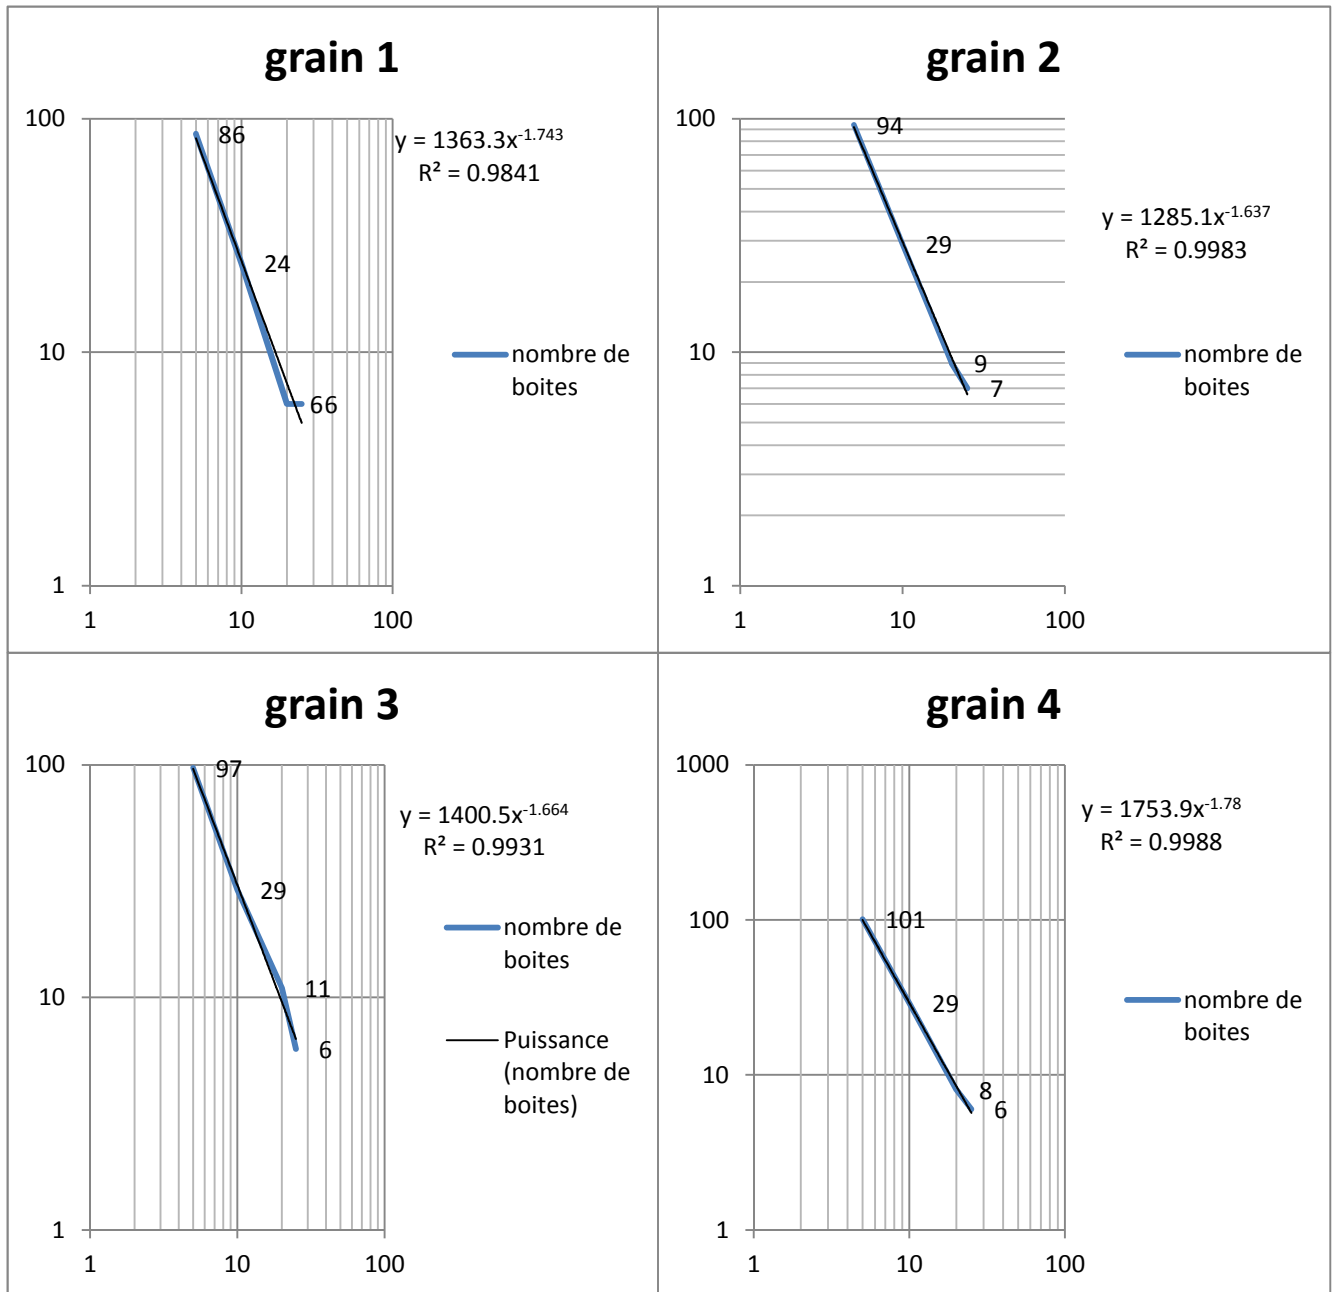 grain 1
100
86
y = 1363.3x^-1.743
R² = 0.9841
24
10
nombre de
boites
66
1
1
10
100
grain 2
100
94
y = 1285.1x^-1.637
R² = 0.9983
29
10
9
7
nombre de
boites
1
1
10
100
grain 3
100
97
y = 1400.5x^-1.664
R² = 0.9931
29
nombre de
boites
11
10
6
Puissance
(nombre de
boites)
1
1
10
100
grain 4
1000
y = 1753.9x^-1.78
R² = 0.9988
100
101
29
nombre de
boites
10
8
6
1
1
10
100